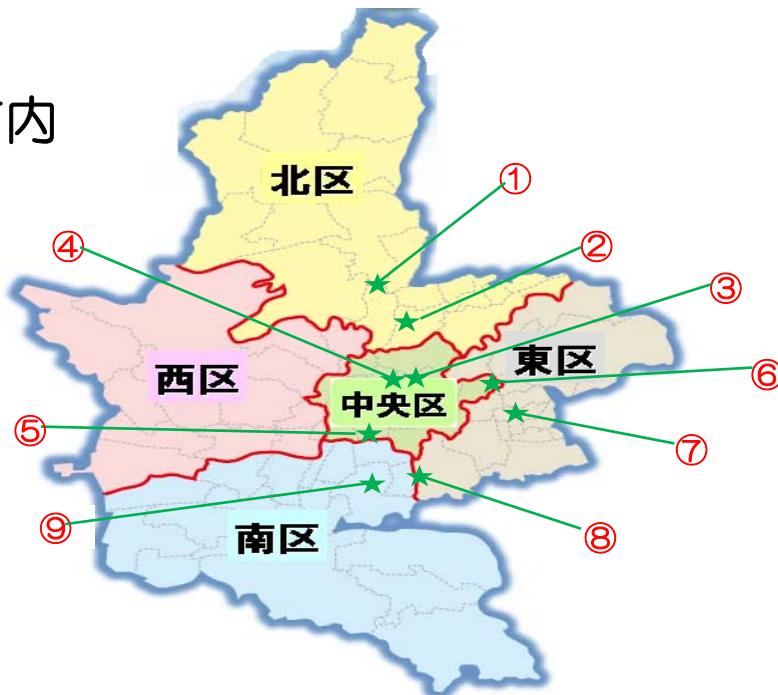 内
北区
①
②
④
③
東区
西区
⑥
中央区
⑤
⑦
⑨
南区
⑧